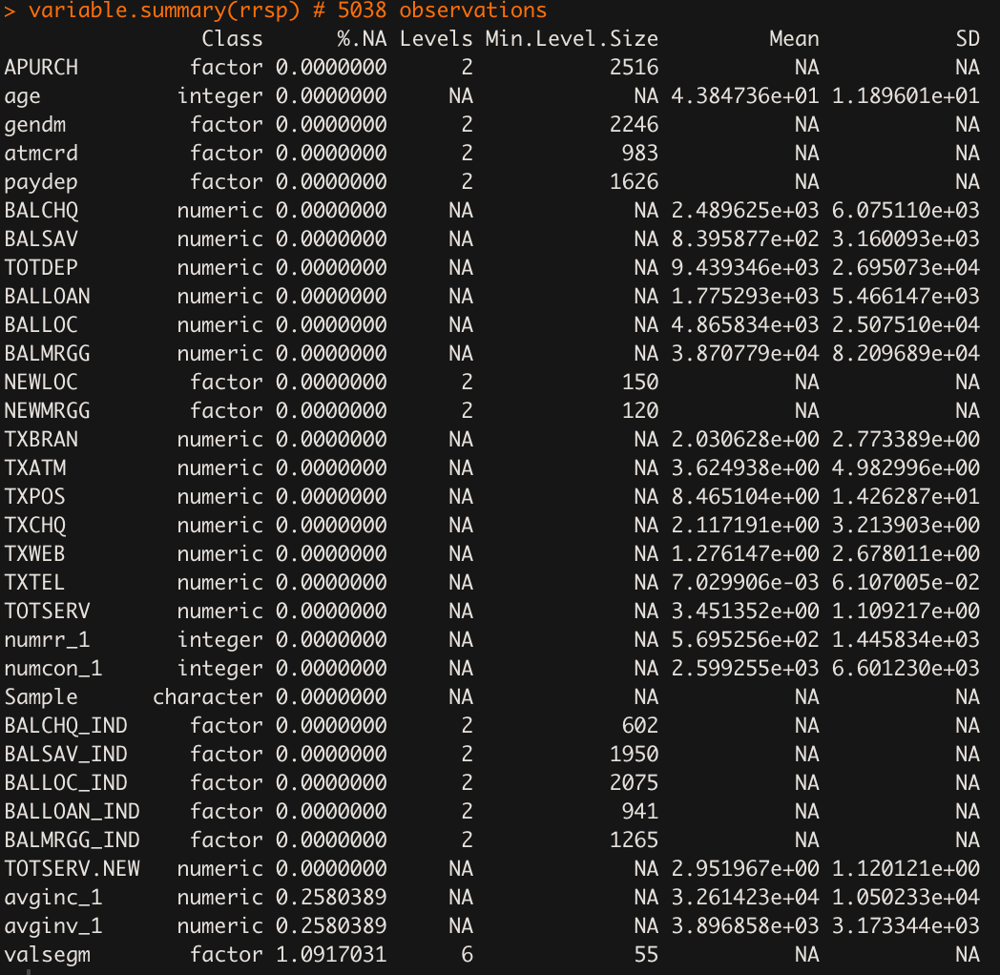 > variable.summary(rrsp) # 5038 observations
Class %.NA Levels Min.Level.Size Mean SD
APURCH factor 0.0000000 2 2516 NA NA
age integer 0.0000000 NA NA 4.384736e+01 1.189601e+01
gendm factor 0.0000000 2 2246 NA NA
atmcrd factor 0.0000000 2 983 NA NA
paydep factor 0.0000000 2 1626 NA NA
BALCHQ numeric 0.0000000 NA NA 2.489625e+03 6.075110e+03
BALSAV numeric 0.0000000 NA NA 8.395877e+02 3.160093e+03
TOTDEP numeric 0.0000000 NA NA 9.439346e+03 2.695073e+04
BALLOAN numeric 0.0000000 NA NA 1.775293e+03 5.466147e+03
BALLOC numeric 0.0000000 NA NA 4.865834e+03 2.507510e+04
BALMRGG numeric 0.0000000 NA NA 3.870779e+04 8.209689e+04
NEWLOC factor 0.0000000 2 150 NA NA
NEWMRGG factor 0.0000000 2 120 NA NA
TXBRAN numeric 0.0000000 NA NA 2.030628e+00 2.773389e+00
TXATM numeric 0.0000000 NA NA 3.624938e+00 4.982996e+00
TXPOS numeric 0.0000000 NA NA 8.465104e+00 1.426287e+01
TXCHQ numeric 0.0000000 NA NA 2.117191e+00 3.213903e+00
TXWEB numeric 0.0000000 NA NA 1.276147e+00 2.678011e+00
TXTEL numeric 0.0000000 NA NA 7.029906e-03 6.107005e-02
TOTSERV numeric 0.0000000 NA NA 3.451352e+00 1.109217e+00
numrr_1 integer 0.0000000 NA NA 5.695256e+02 1.445834e+03
numcon_1 integer 0.0000000 NA NA 2.599255e+03 6.601230e+03
Sample character 0.0000000 NA NA NA NA
BALCHQ_IND factor 0.0000000 2 602 NA NA
BALSAV_IND factor 0.0000000 2 1950 NA NA
BALLOC_IND factor 0.0000000 2 2075 NA NA
BALLOAN_IND factor 0.0000000 2 941 NA NA
BALMRGG_IND factor 0.0000000 2 1265 NA NA
TOTSERV.NEW numeric 0.0000000 NA NA 2.951967e+00 1.120121e+00
avginc_1 numeric 0.2580389 NA NA 3.261423e+04 1.050233e+04
avginv_1 numeric 0.2580389 NA NA 3.896858e+03 3.173344e+03
valsegm factor 1.0917031 6 55 NA NA